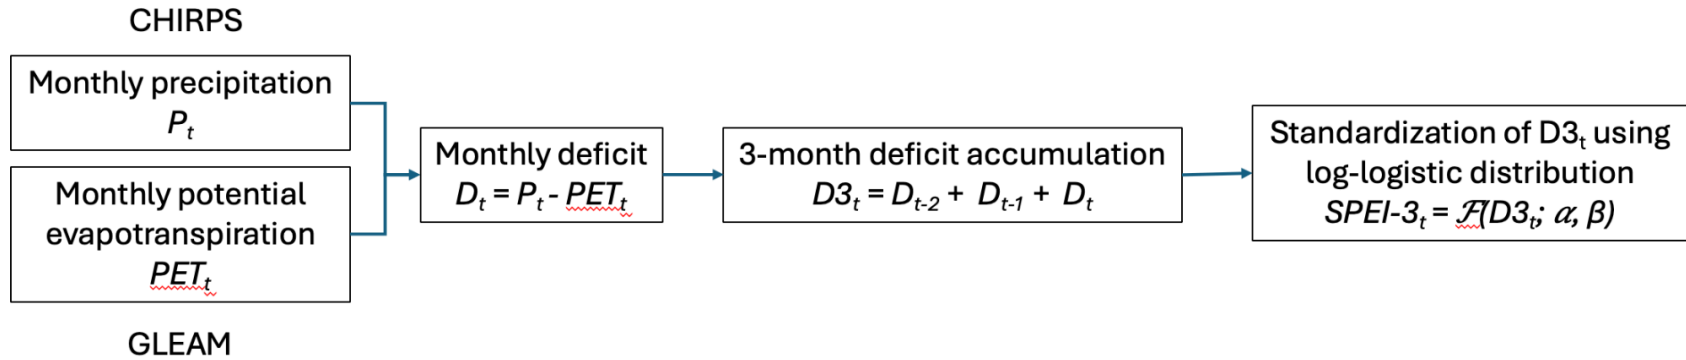 CHIRPS
Monthly precipitation
Pt
Monthly potential
evapotranspiration
PETt
GLEAM
Monthly deficit
Dt = Pt - PETt
3-month deficit accumulation
D3t = Dt-2 + Dt-1 + Dt
Standardization of D3t using
log-logistic distribution
SPEI-3t = ℱ(D3t; α, β)